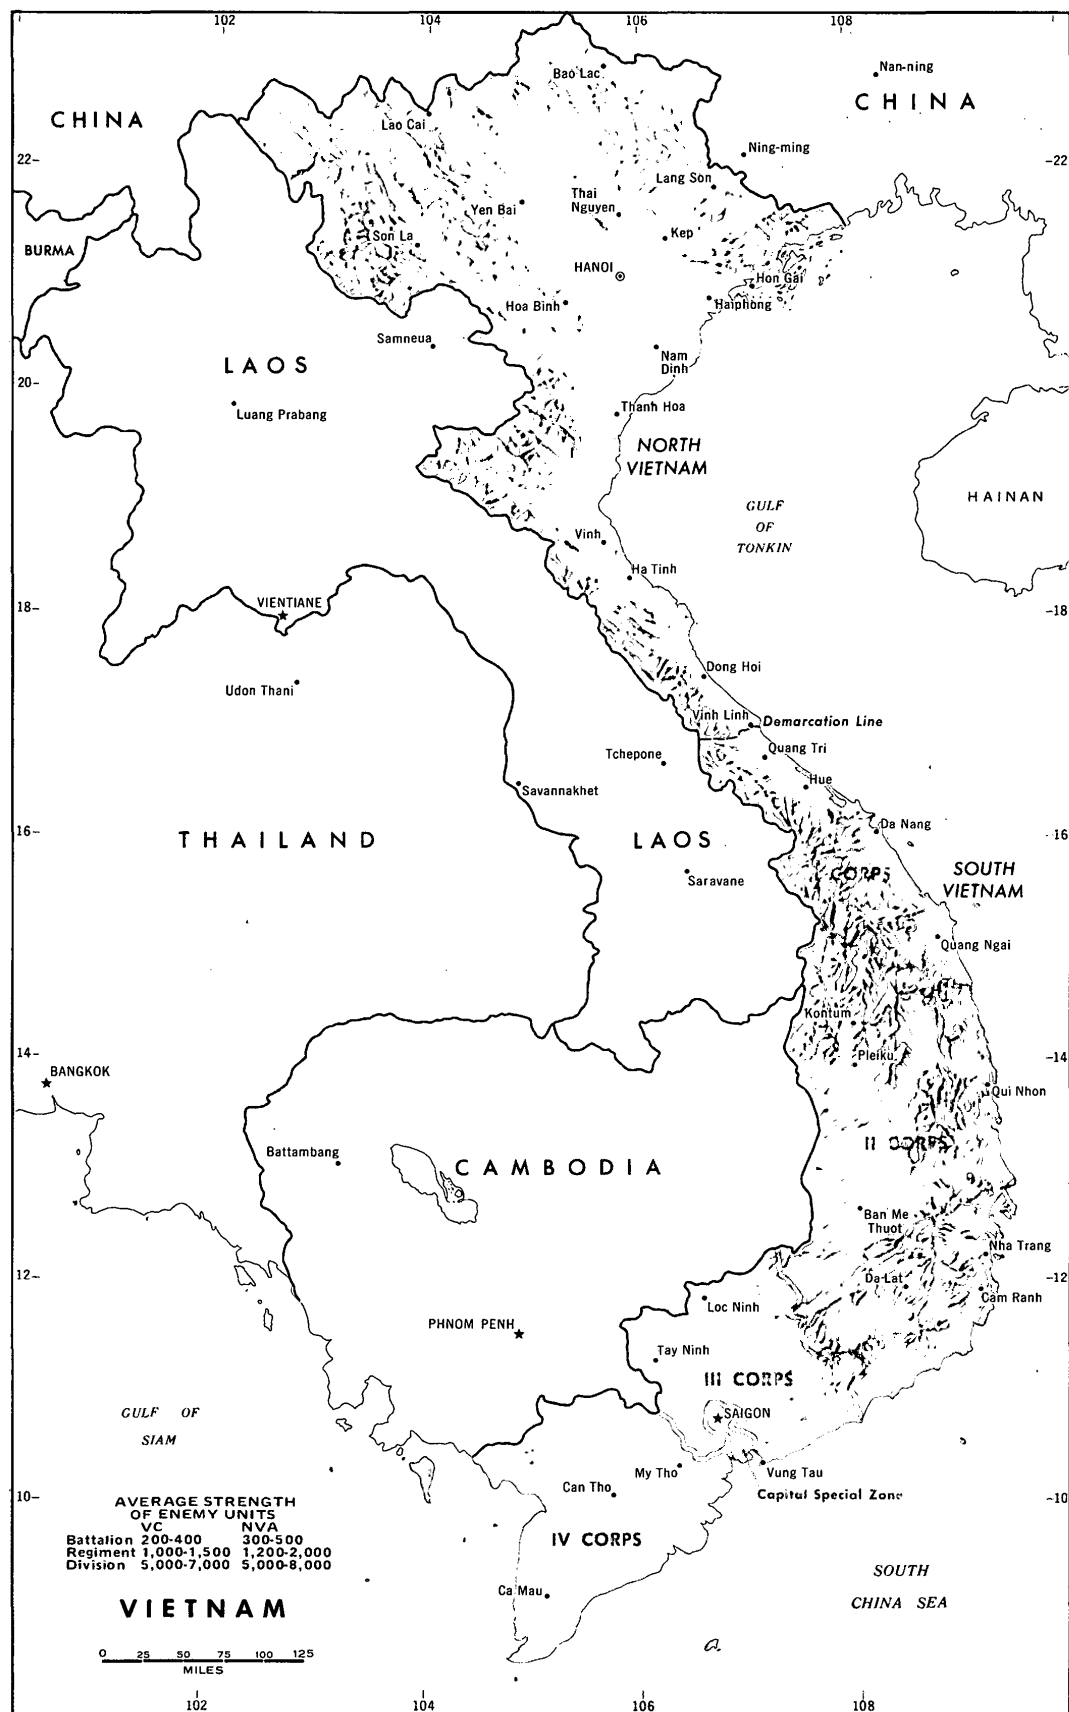 102 104 106 108
Bao Lac
Nan-ning
CHINA
CHINA
Lao Cai
Ning-ming
22– –22
Lang Son
Thai
Nguyen
Yen Bai
Son La
Kep
BURMA
HANOI
Hon Gai
Hoa Binh
Haiphong
Samneua
Nam
Dinh
LAOS
20–
Luang Prabang
Thanh Hoa
NORTH
VIETNAM
HAINAN
GULF
OF
TONKIN
Vinh
Ha Tinh
18– –18
VIENTIANE
Dong Hoi
Udon Thani
Vinh Linh
Demarcation Line
Quang Tri
Tchepone
Hue
Savannakhet
Da Nang
16– -16
THAILAND
LAOS
SOUTH
VIETNAM
CORPS
Saravane
Quang Ngai
Kontum
14– –14
Pleiku
BANGKOK
Qui Nhon
II CORPS
Battambang
CAMBODIA
Ban Me
Thuot
Nha Trang
12– –12
Da Lat
Cam Ranh
Loc Ninh
PHNOM PENH
Tay Ninh
III CORPS
SAIGON
GULF OF
SIAM
My Tho
Vung Tau
Can Tho
Capital Special Zone
10– –10
AVERAGE STRENGTH
OF ENEMY UNITS
VC NVA
Battalion 200-400 300-500
Regiment 1,000-1,500 1,200-2,000
Division 5,000-7,000 5,000-8,000
IV CORPS
SOUTH
CHINA SEA
Ca Mau
VIETNAM
0 25 50 75 100 125
MILES
102 104 106 108